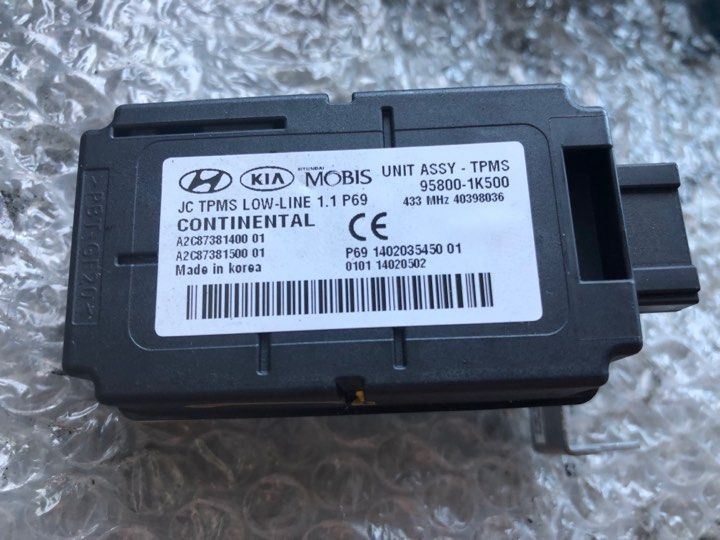 HYUNDAI
KIA MOBIS UNIT ASSY - TPMS
95800-1K500
JC TPMS LOW-LINE 1.1 P69 433 MHz 40398036
CONTINENTAL CE
A2C87381400 01
A2C87381500 01 P69 1402035450 01
Made in korea 0101 14020502